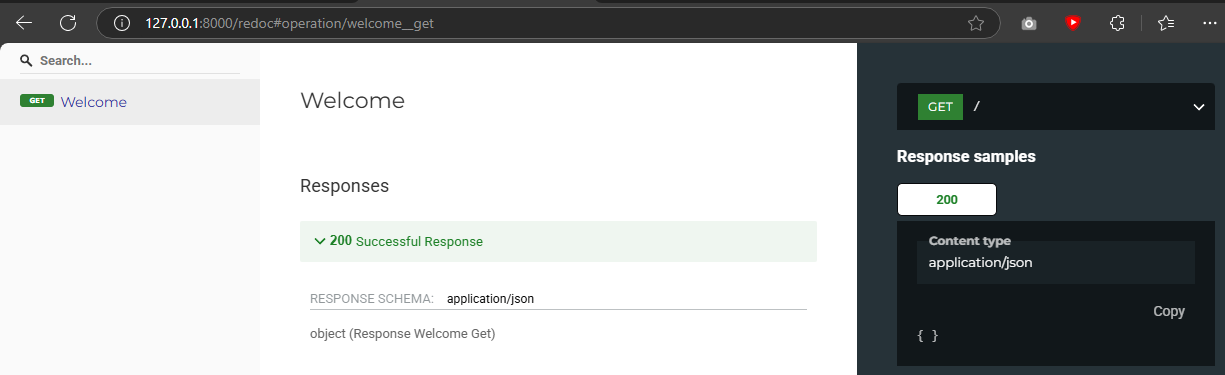 127.0.0.1:8000/redoc#operation/welcome__get
Search...
GET Welcome
Welcome
Responses
200 Successful Response
RESPONSE SCHEMA: application/json
object (Response Welcome Get)
GET /
Response samples
200
Content type
application/json
Copy
{ }